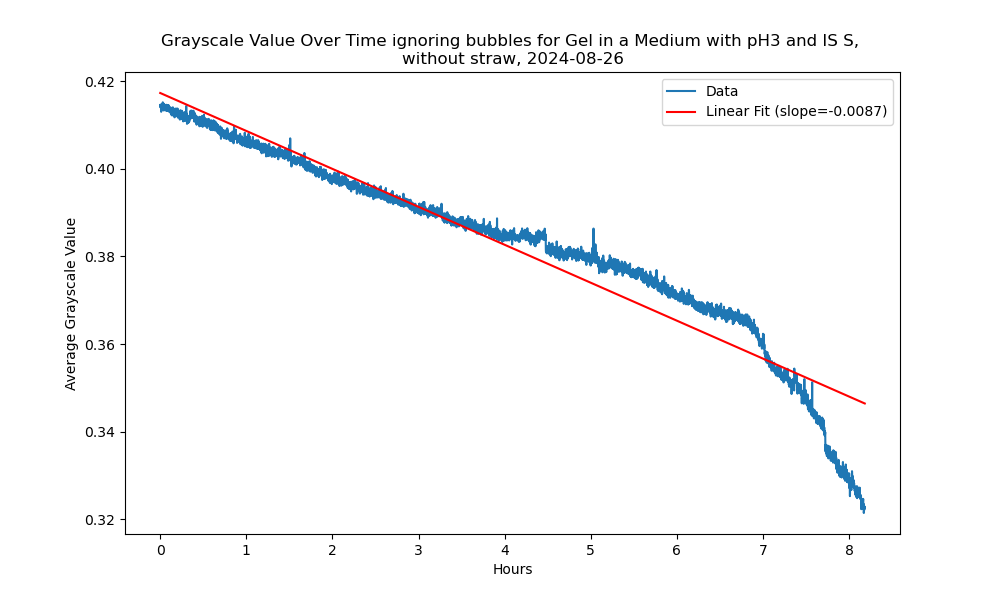 Grayscale Value Over Time ignoring bubbles for Gel in a Medium with pH3 and IS S,
without straw, 2024-08-26
Data
Linear Fit (slope=-0.0087)
Average Grayscale Value
0.42
0.40
0.38
0.36
0.34
0.32
0 1 2 3 4 5 6 7 8
Hours